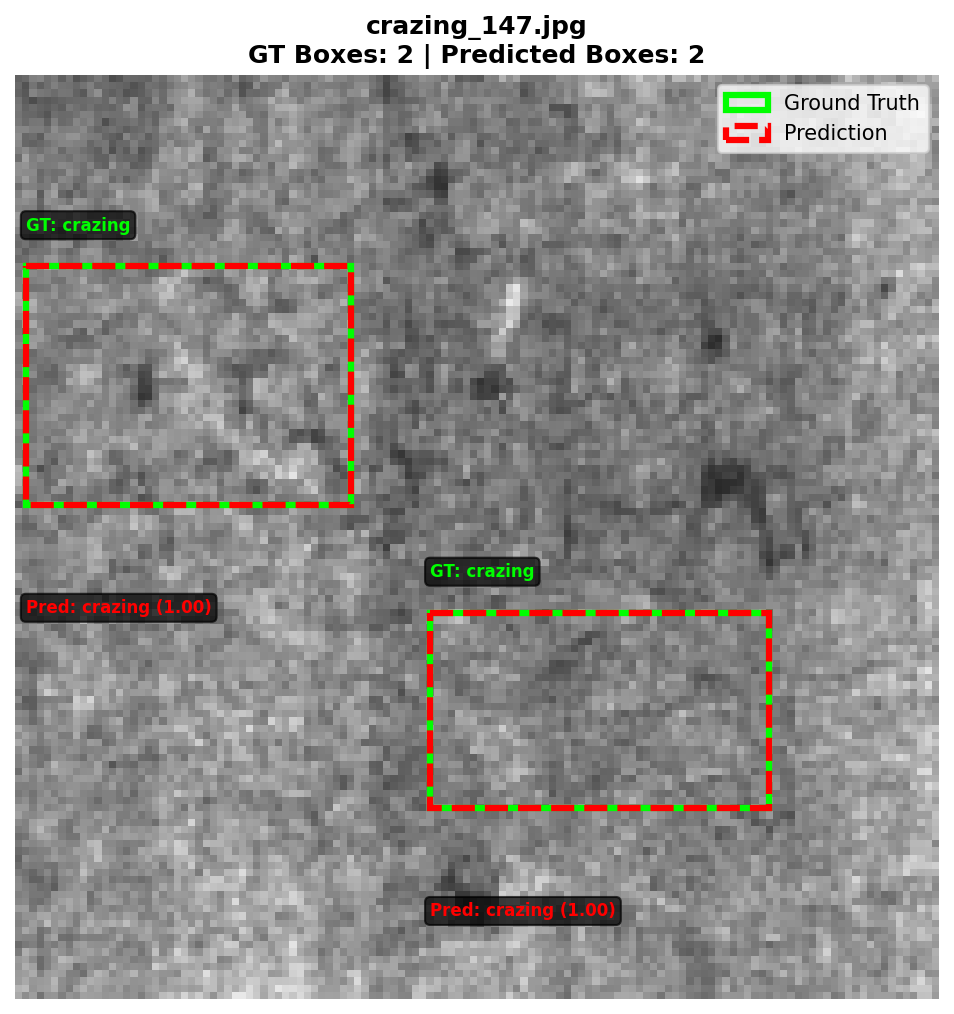 crazing_147.jpg
GT Boxes: 2 | Predicted Boxes: 2
Ground Truth
Prediction
GT: crazing
GT: crazing
Pred: crazing (1.00)
Pred: crazing (1.00)